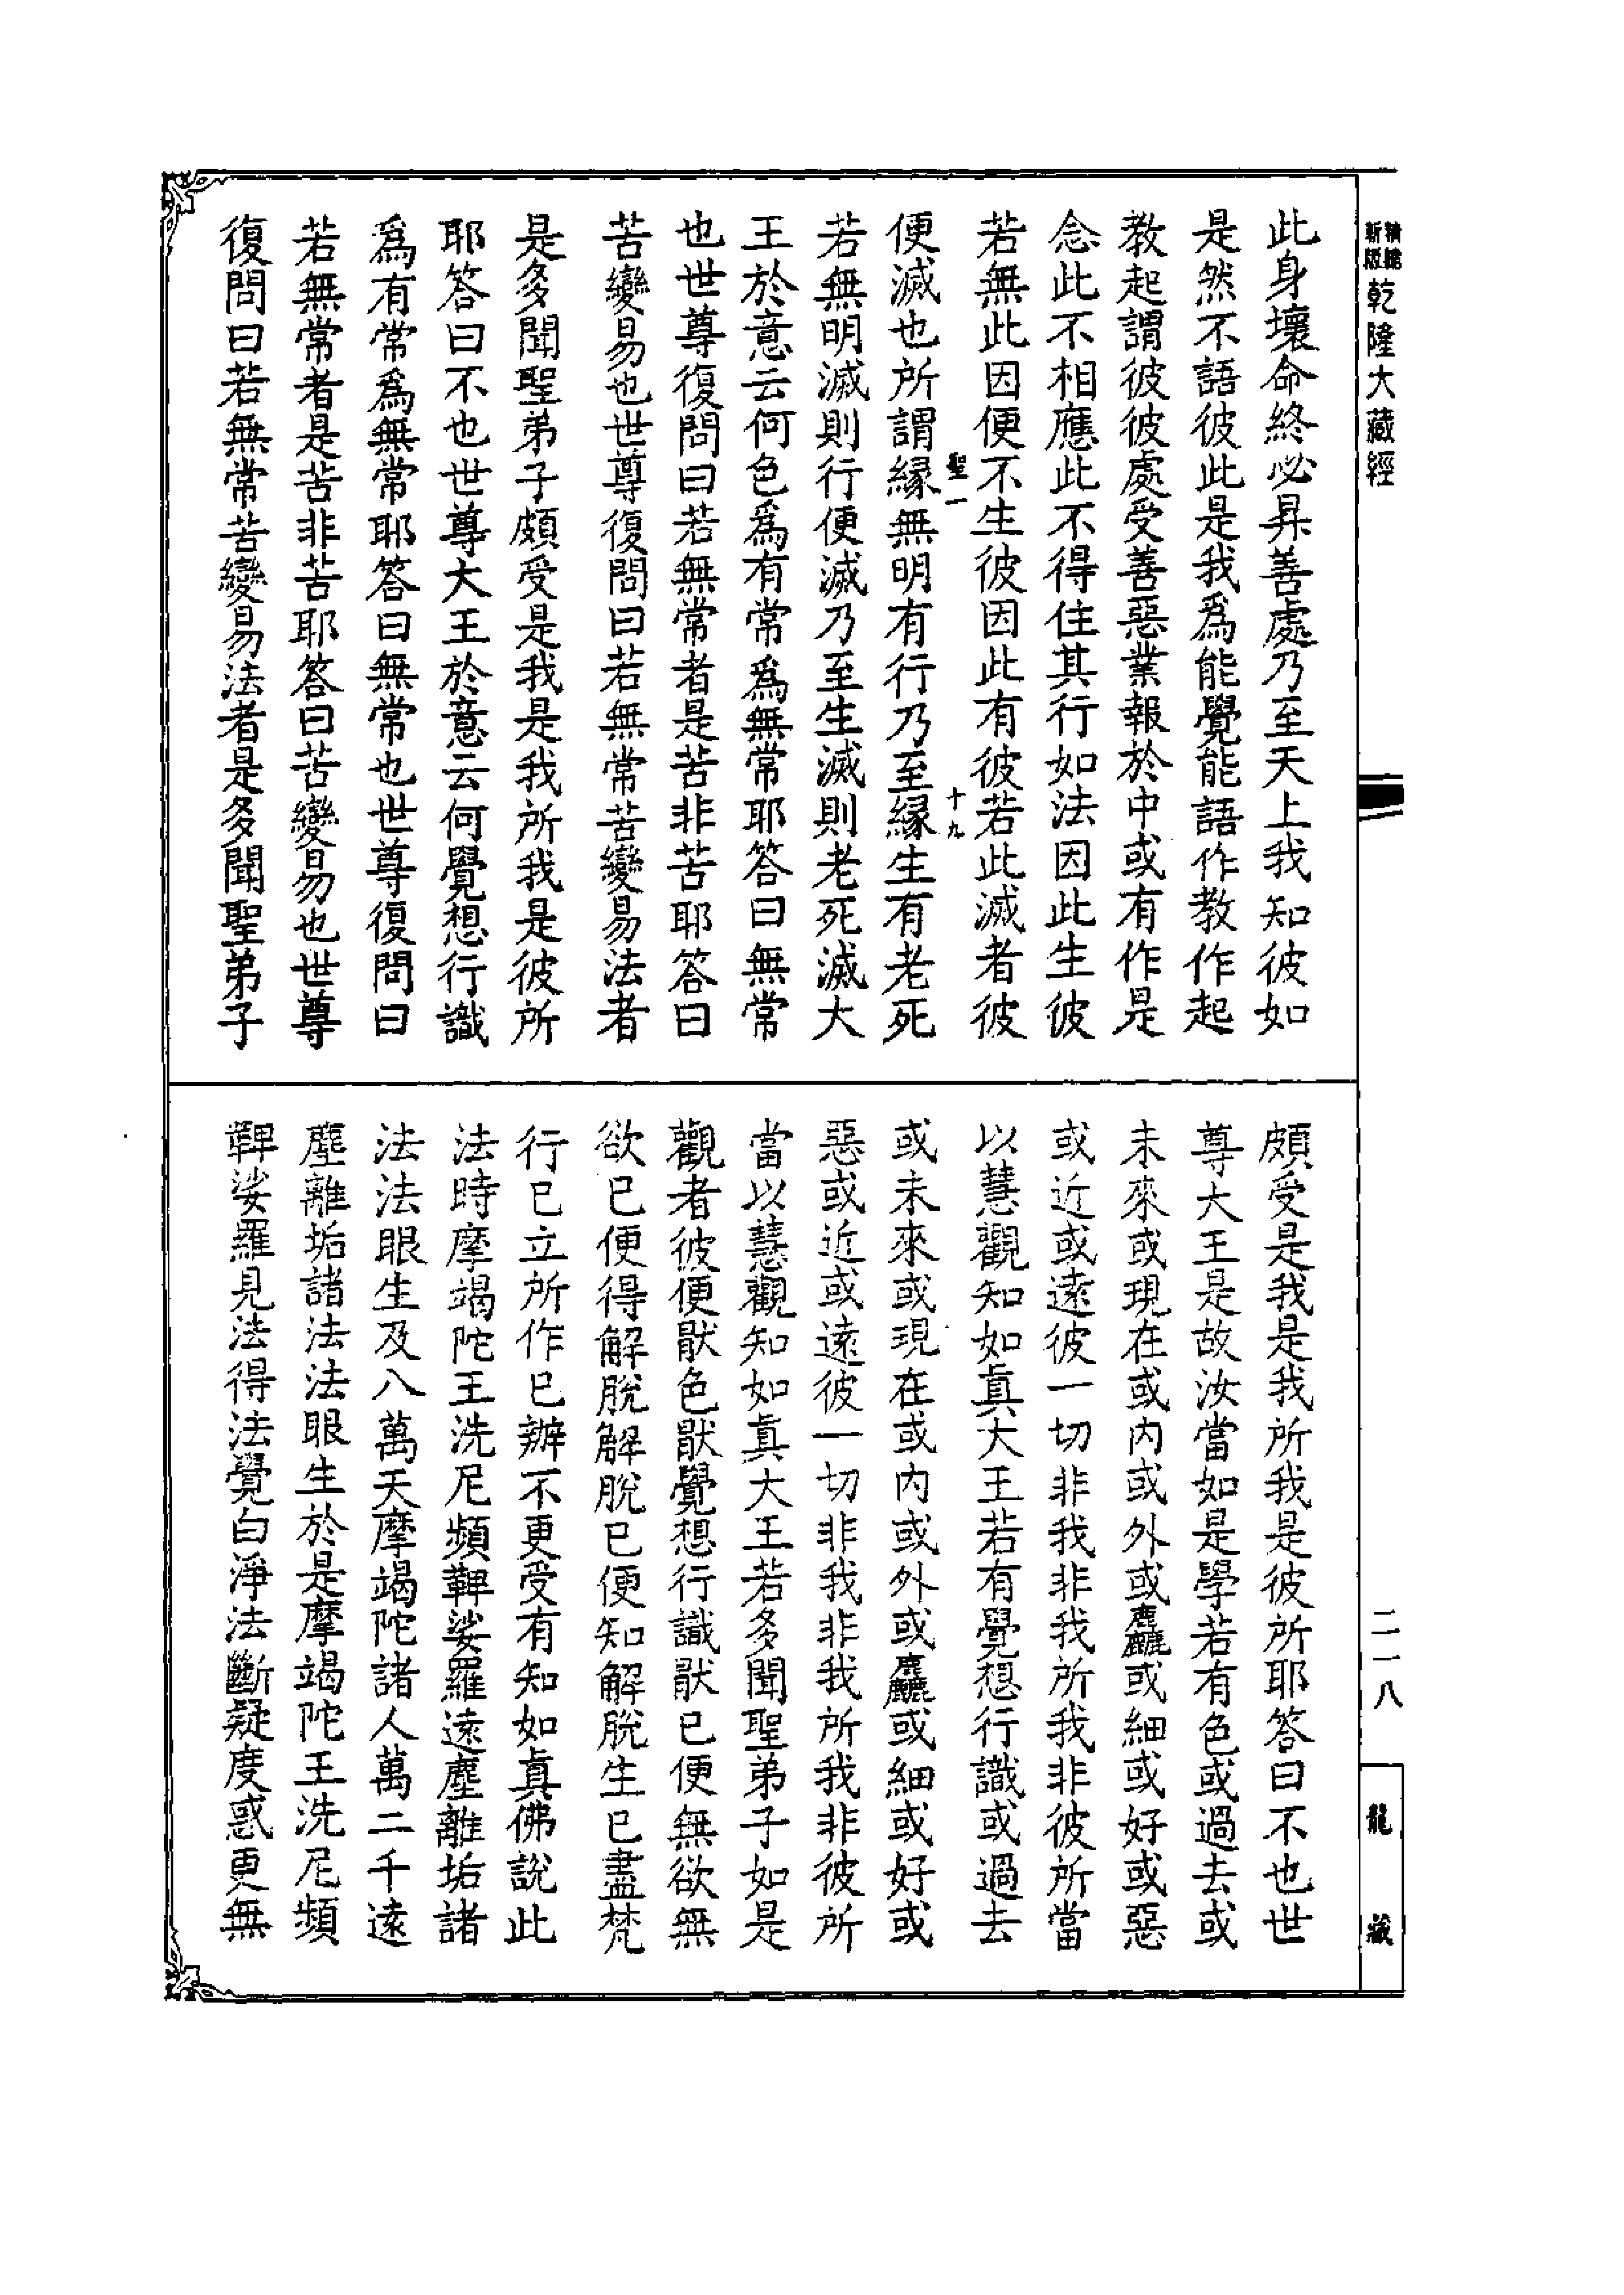 新版
精縮
乾隆大藏經
此身壞命終必昇善處乃至天上我知彼如
是然不語彼此是我爲能覺能語作教作起
教起謂彼彼處受善惡業報於中或有作是
念此不相應此不得住其行如法因此生彼
若無此因便不生彼因此有彼若此滅者彼
聖一
十九
便滅也所謂緣無明有行乃至緣生有老死
若無明滅則行便滅乃至生滅則老死滅大
王於意云何色爲有常爲無常耶答曰無常
也世尊復問曰若無常者是苦非苦耶答曰
苦變易也世尊復問曰若無常苦變易法者
是多聞聖弟子頗受是我是我所我是彼所
耶答曰不也世尊大王於意云何覺想行識
爲有常爲無常耶答曰無常也世尊復問曰
若無常者是苦非苦耶答曰苦變易也世尊
復問曰若無常苦變易法者是多聞聖弟子
頗受是我是我所我是彼所耶答曰不也世
尊大王是故汝當如是學若有色或過去或
未來或現在或內或外或麤或細或好或惡
或近或遠彼一切非我非我所我非彼所當
以慧觀知如眞大王若有覺想行識或過去
或未來或現在或內或外或麤或細或好或
惡或近或遠彼一切非我非我所我非彼所
當以慧觀知如眞大王若多聞聖弟子如是
觀者彼便猒色猒覺想行識猒已便無欲無
欲已便得解脫解脫已便知解脫生已盡梵
行已立所作已辦不更受有知如眞佛說此
法時摩竭陀王洗尼頻鞞娑羅遠塵離垢諸
法法眼生及八萬天摩竭陀諸人萬二千遠
塵離垢諸法法眼生於是摩竭陀王洗尼頻
鞞娑羅見法得法覺白淨法斷疑度惑更無
二一八
龍藏